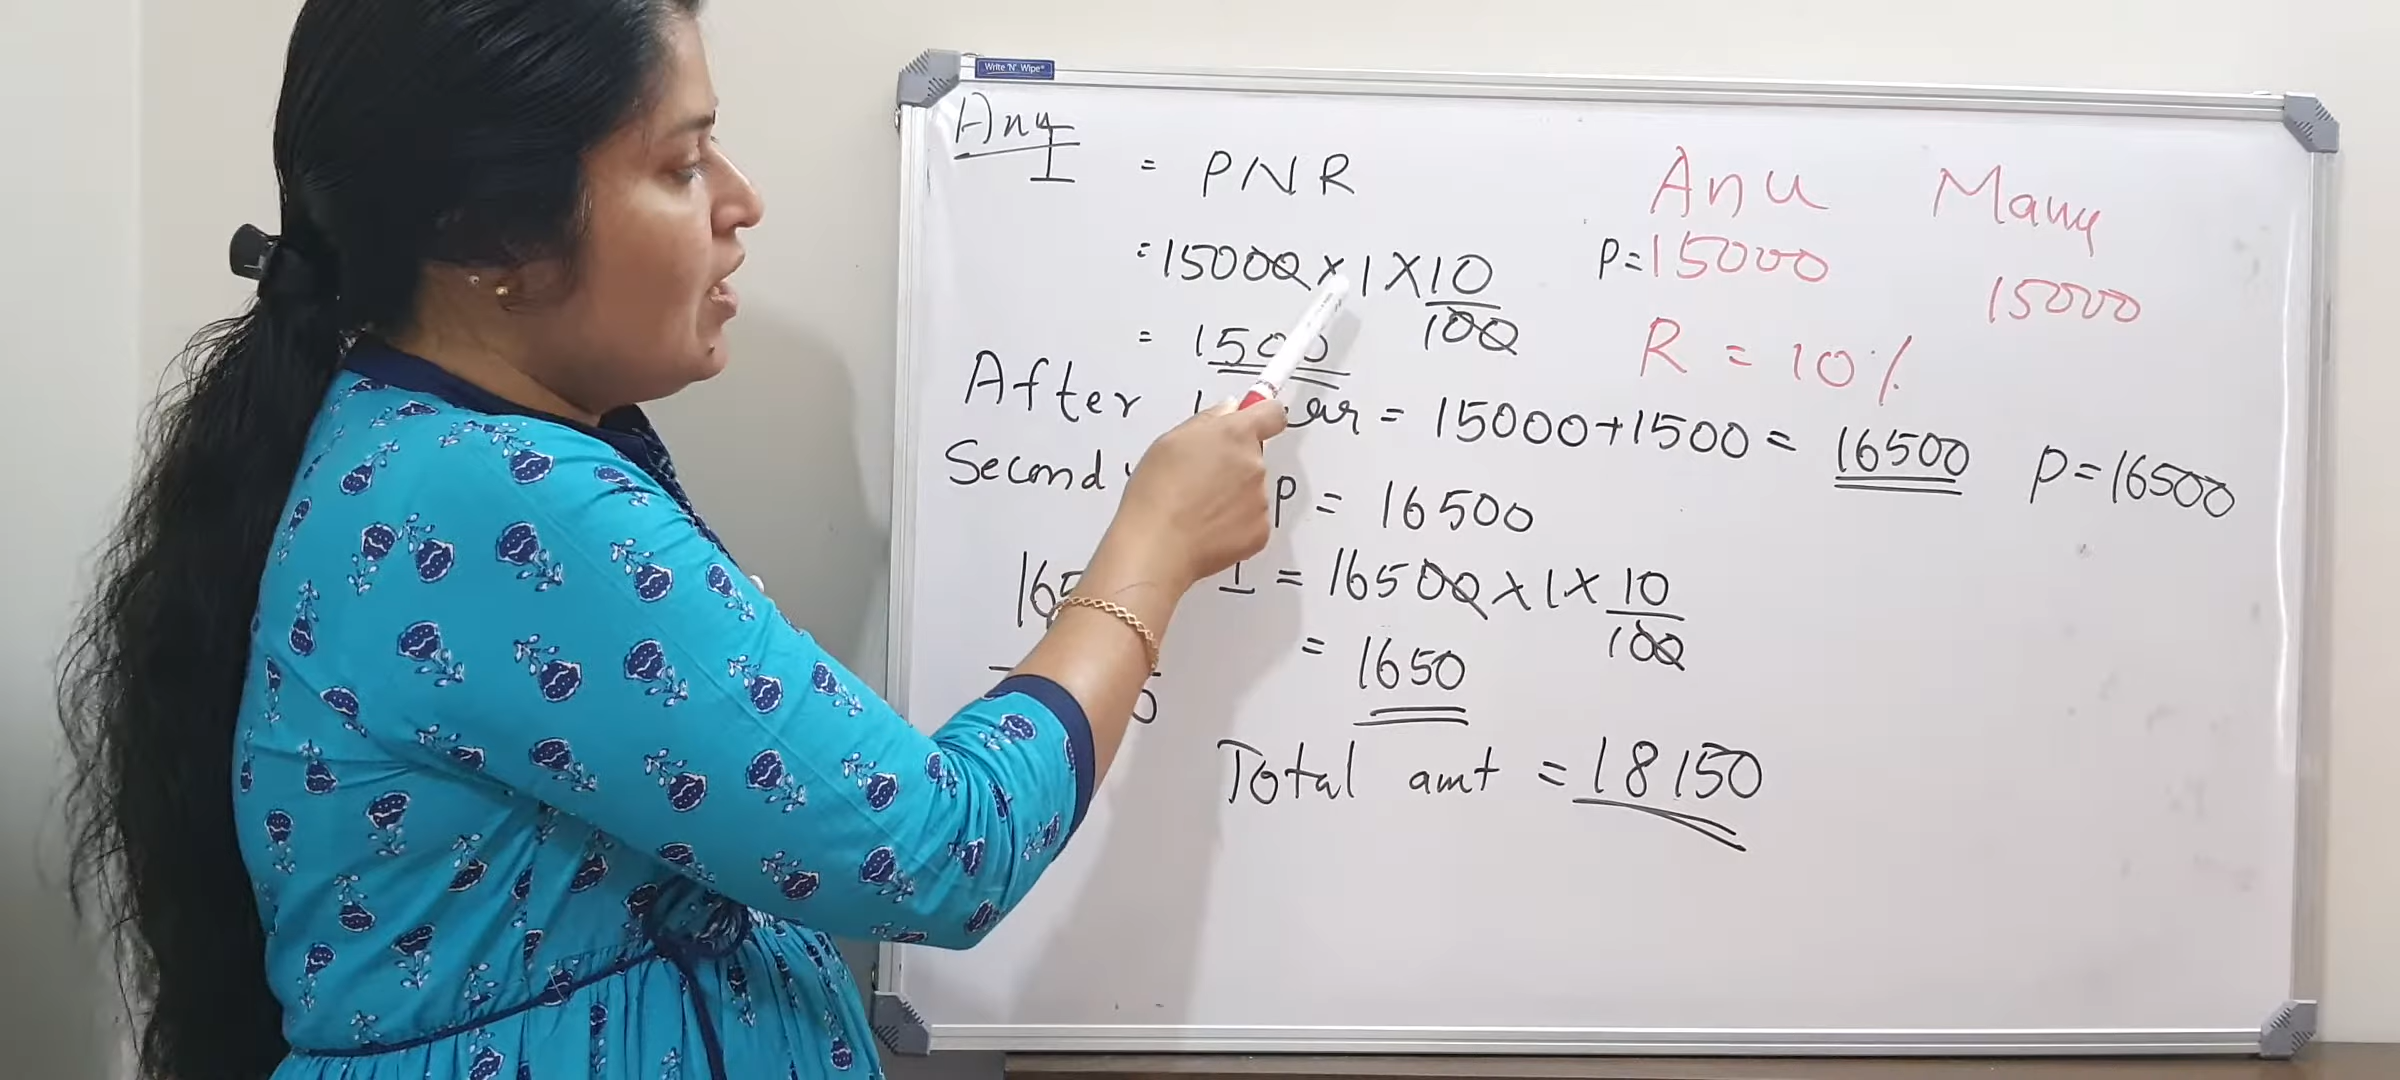 Write 'N' Wipe
Anu
I = PNR
= 15000 × 1 × 10/100
= 1500
After 1 = 15000+1500 = 16500 P=16500
Second P = 16500
I = 16500 × 1 × 10/100
= 1650
Total amt = 18150
Anu Manu
P=15000 15000
R = 10%